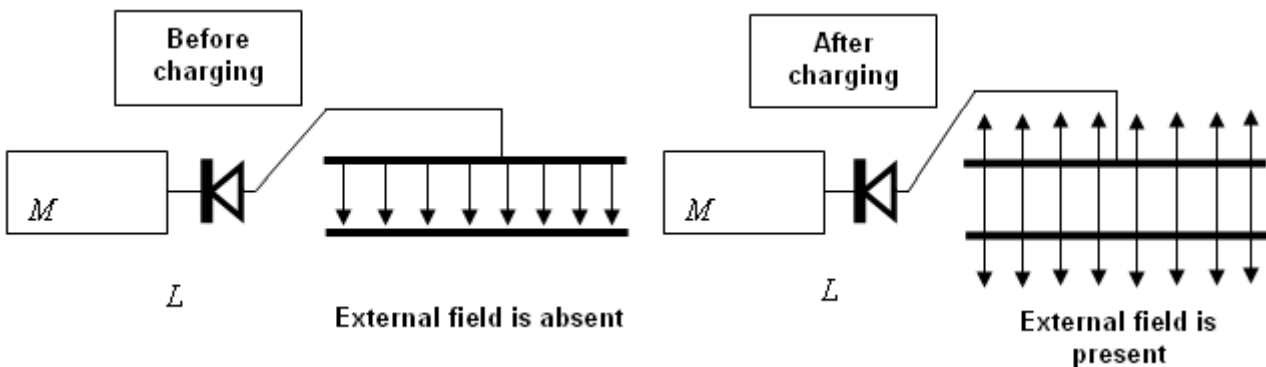 Before
charging
M
L
External field is absent
After
charging
M
L
External field is
present